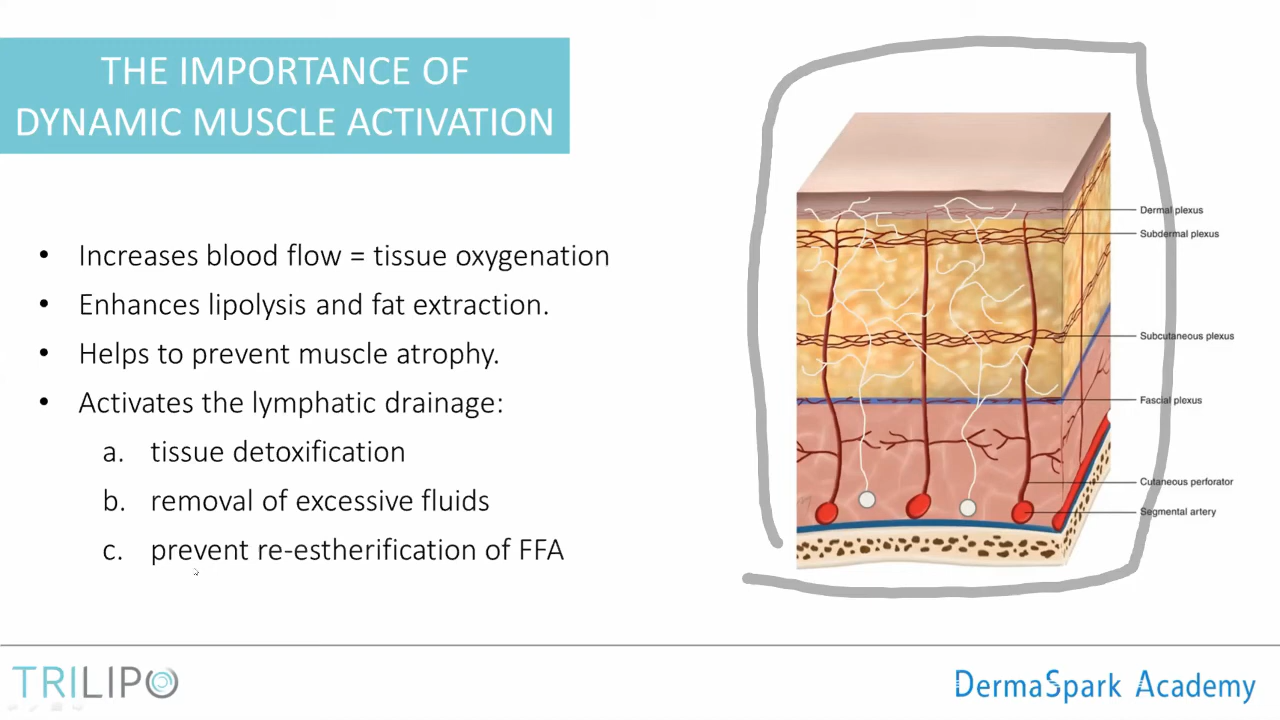 THE IMPORTANCE OF
DYNAMIC MUSCLE ACTIVATION
• Increases blood flow = tissue oxygenation
• Enhances lipolysis and fat extraction.
• Helps to prevent muscle atrophy.
• Activates the lymphatic drainage:
a. tissue detoxification
b. removal of excessive fluids
c. prevent re-estherification of FFA
Dermal plexus
Subdermal plexus
Subcutaneous plexus
Fascial plexus
Cutaneous perforator
Segmental artery
TRILIPO
DermaSpark Academy